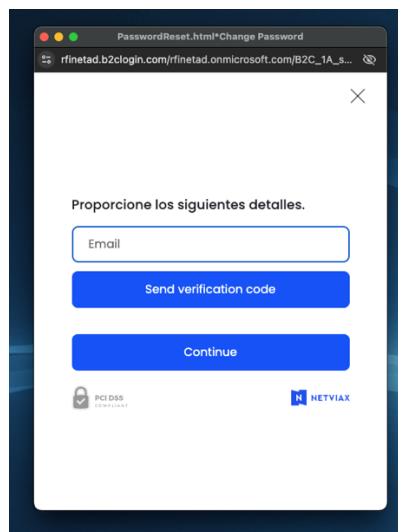 PasswordReset.html*Change Password
rfinetad.b2clogin.com/rfinetad.onmicrosoft.com/B2C_1A_s...
Proporcione los siguientes detalles.
Email
Send verification code
Continue
PCI DSS
COMPLIANT
N NETVIAX